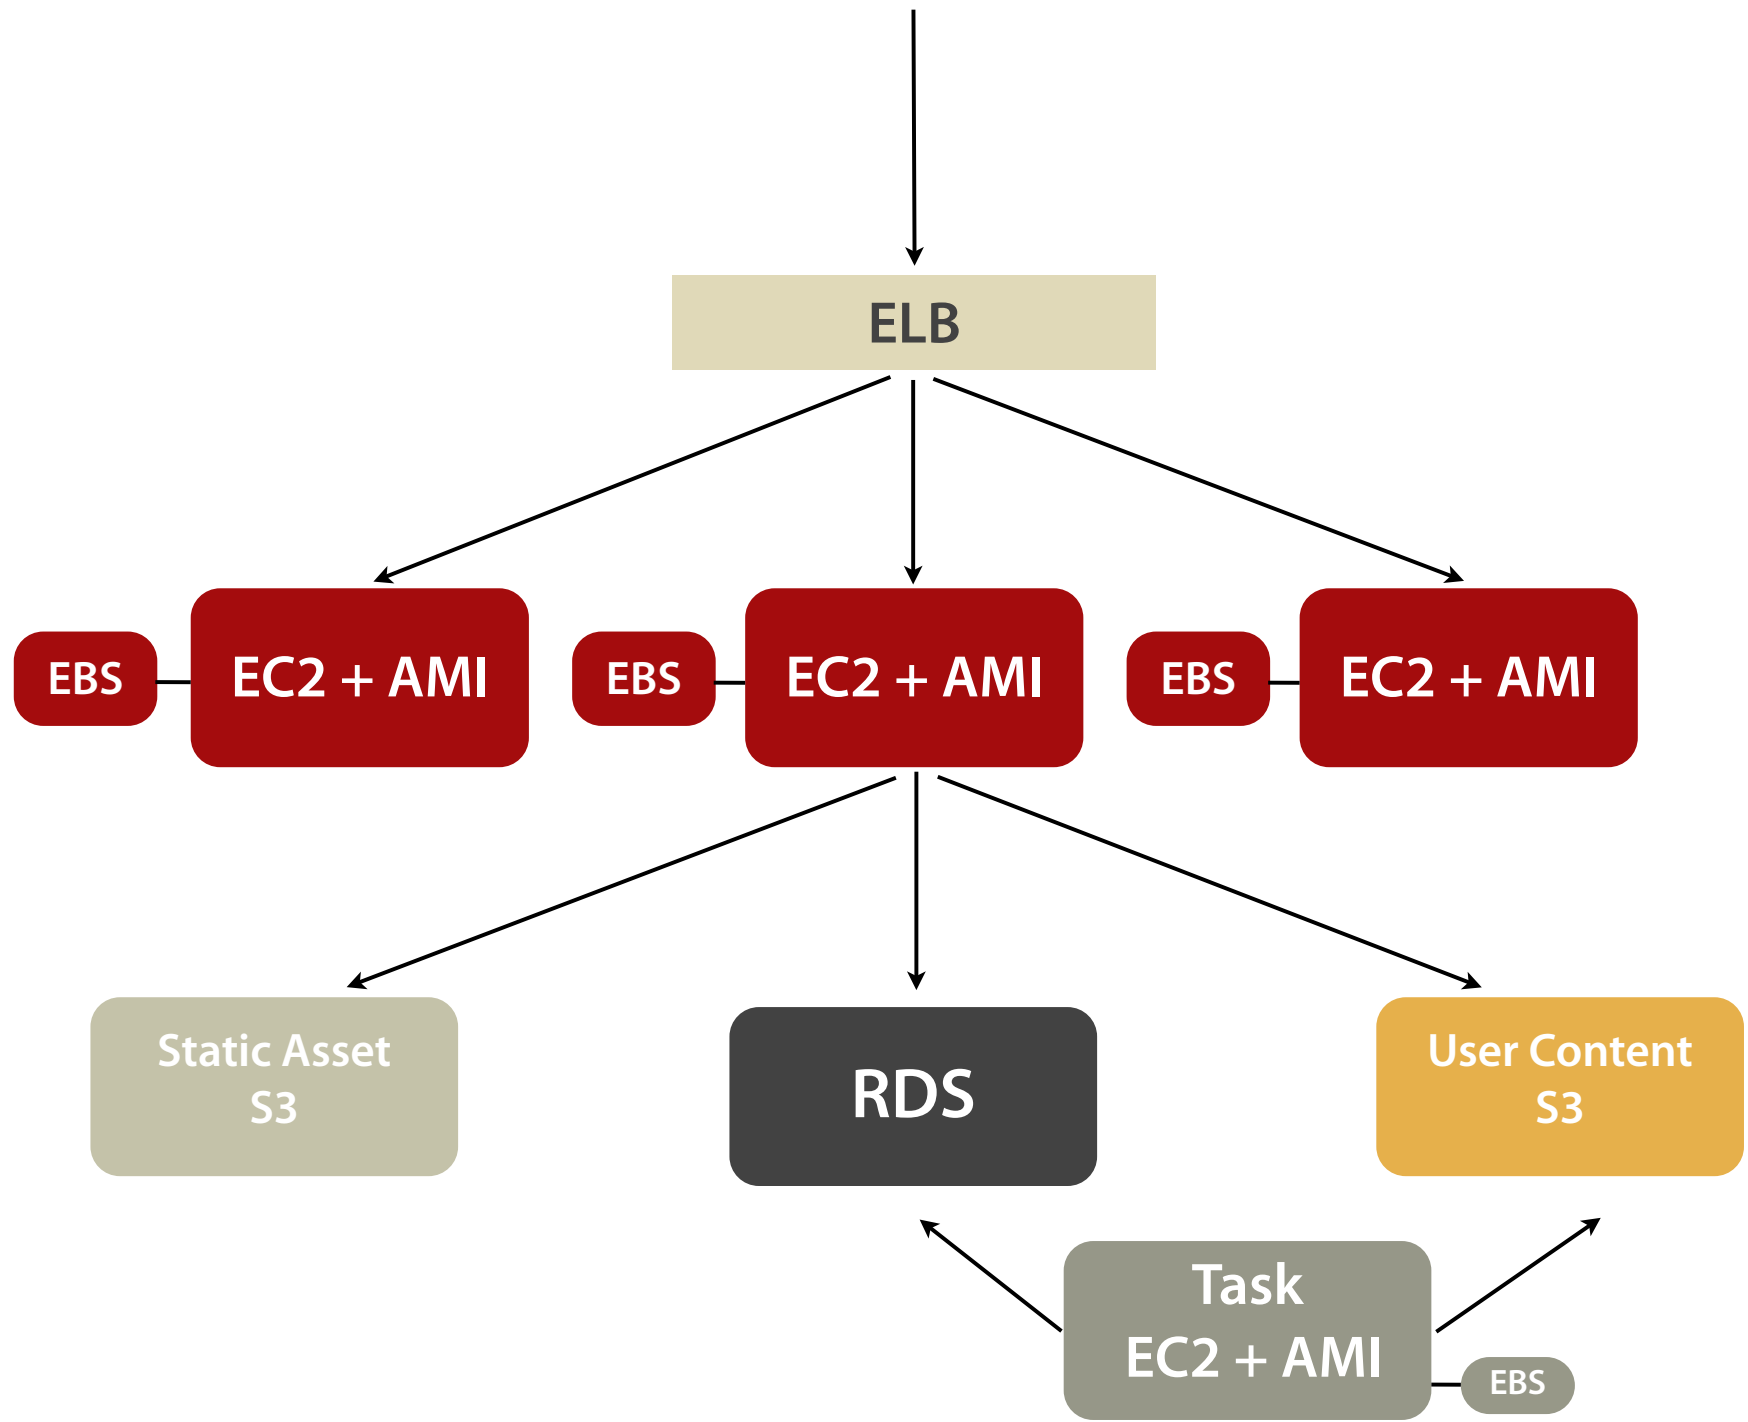 ELB
EBS
EC2 + AMI
EBS
EC2 + AMI
EBS
EC2 + AMI
Static Asset
S3
RDS
User Content
S3
Task
EC2 + AMI
EBS